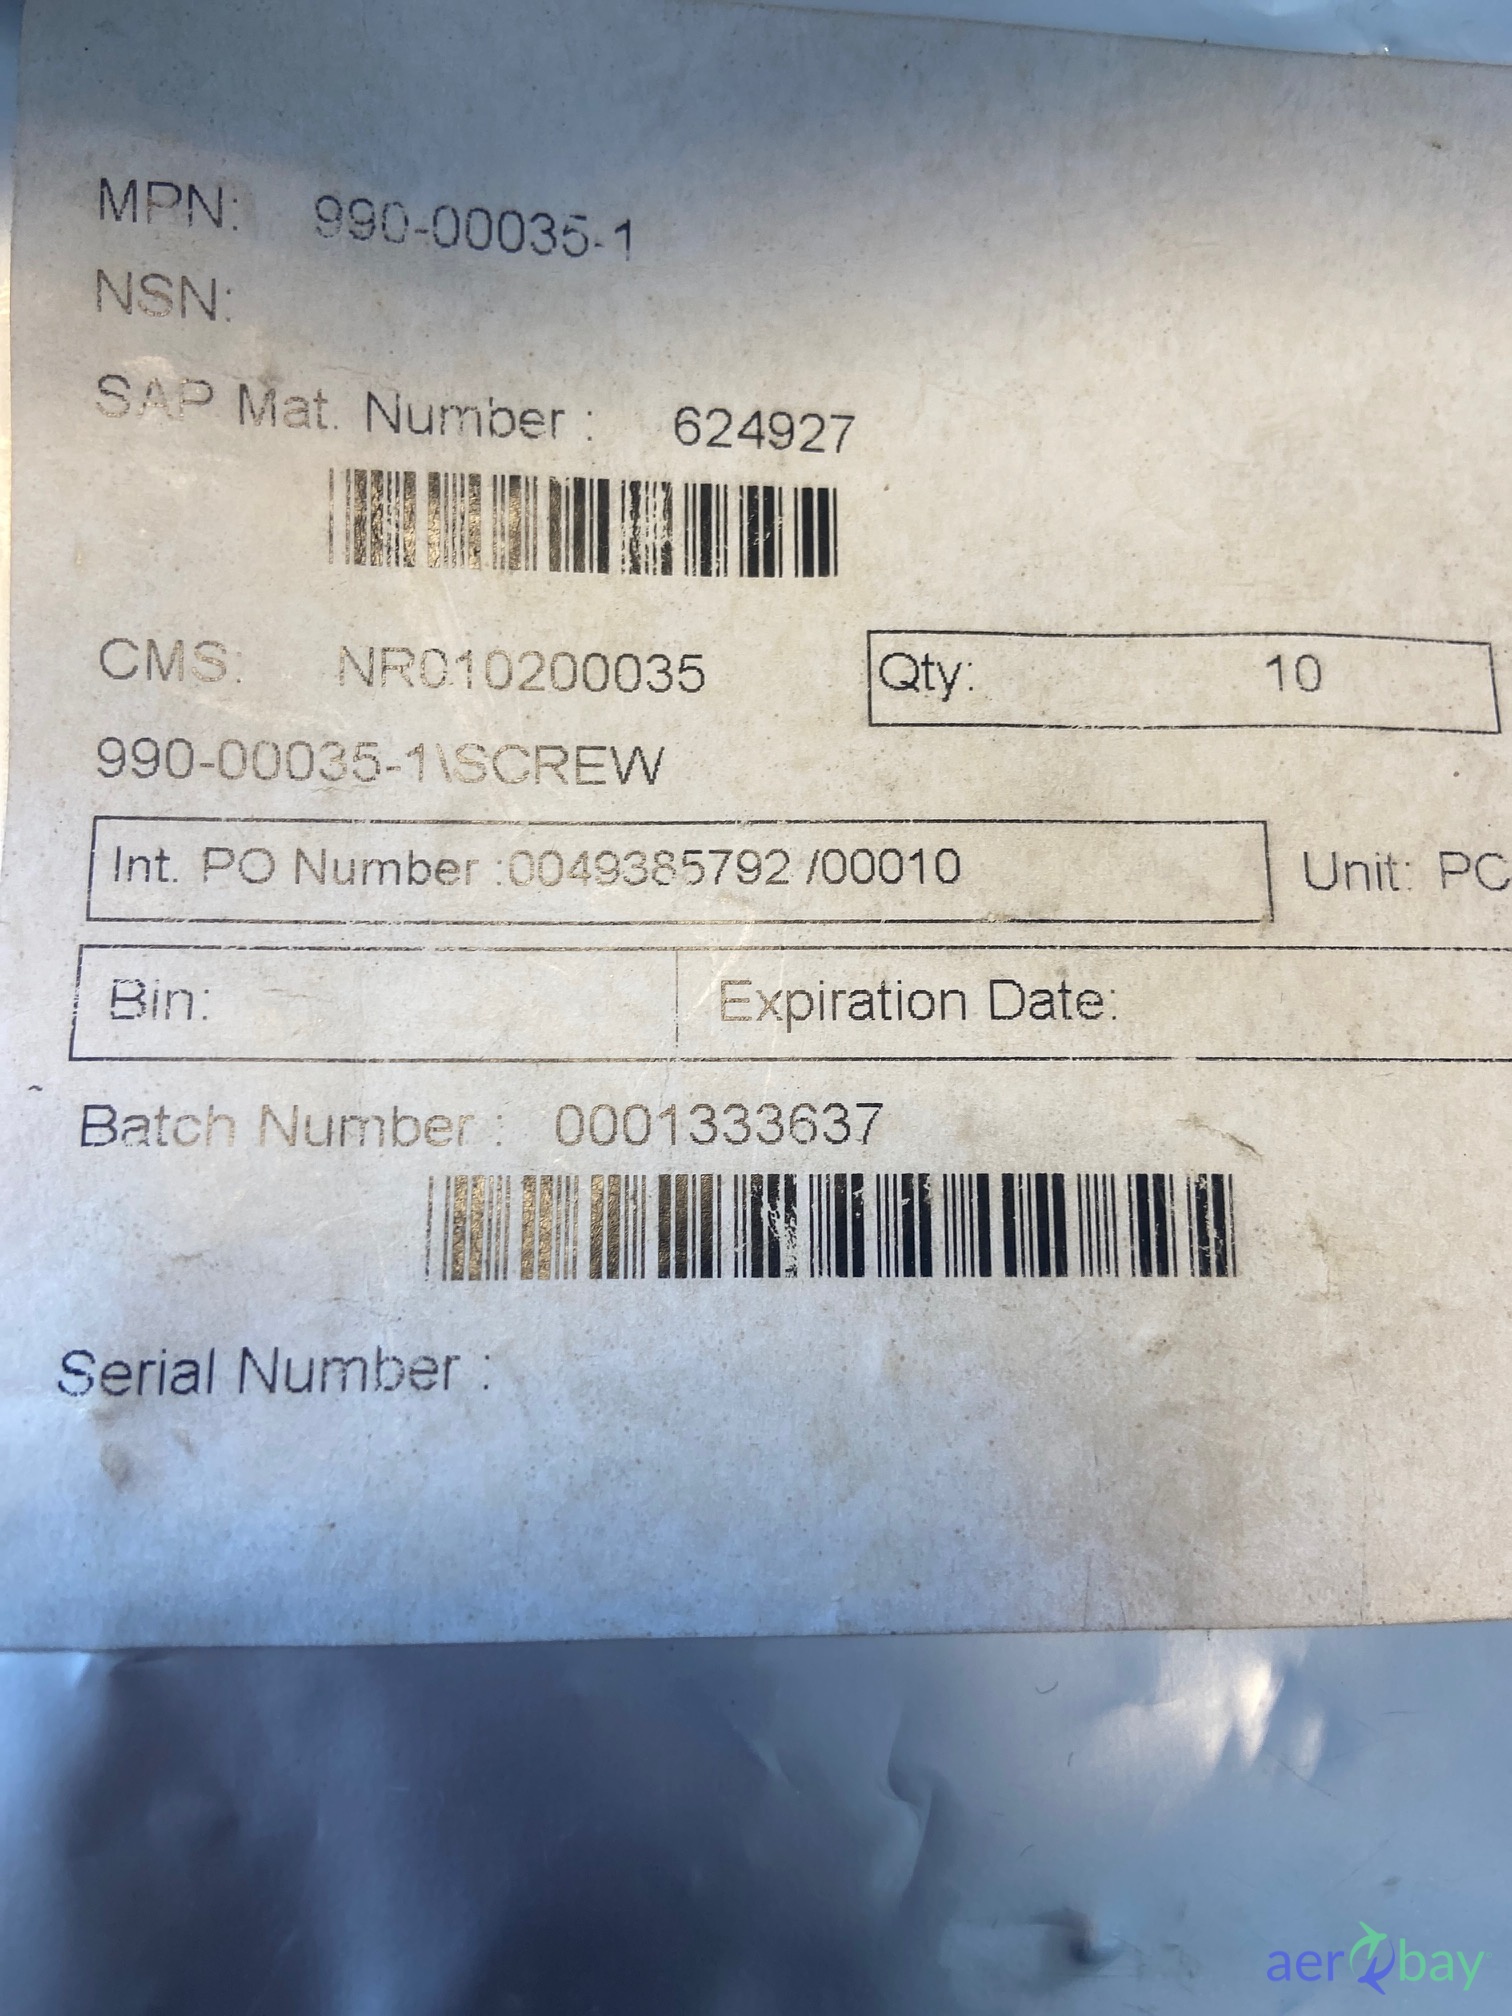 MPN: 990-00035-1
NSN:
SAP Mat. Number : 624927
CMS: NR010200035
Qty: 10
990-00035-1\SCREW
Int. PO Number :0049385792 /00010
Unit: PC
Bin:
Expiration Date:
Batch Number : 0001333637
Serial Number :
aerobay